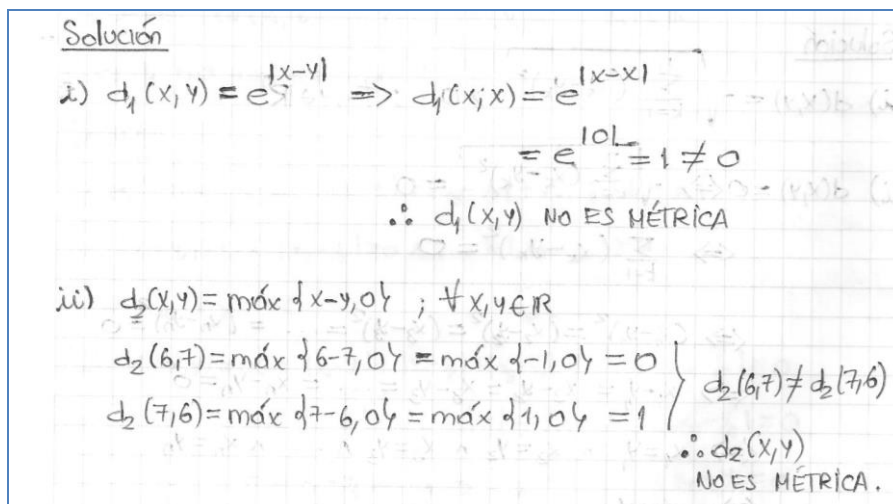 Solución
i) d₁(x,y) = e^|x-y| => d₁(x;x) = e^|x-x|
= e^|0| = 1 ≠ 0
∴ d₁(x,y) NO ES MÉTRICA
ii) d₂(x,y) = máx {x-y,0} ; ∀ x,y ∈ ℝ
d₂(6,7) = máx {6-7,0} = máx {-1,0} = 0
d₂(7,6) = máx {7-6,0} = máx {1,0} = 1
} d₂(6,7) ≠ d₂(7,6)
∴ d₂(x,y)
NO ES MÉTRICA.